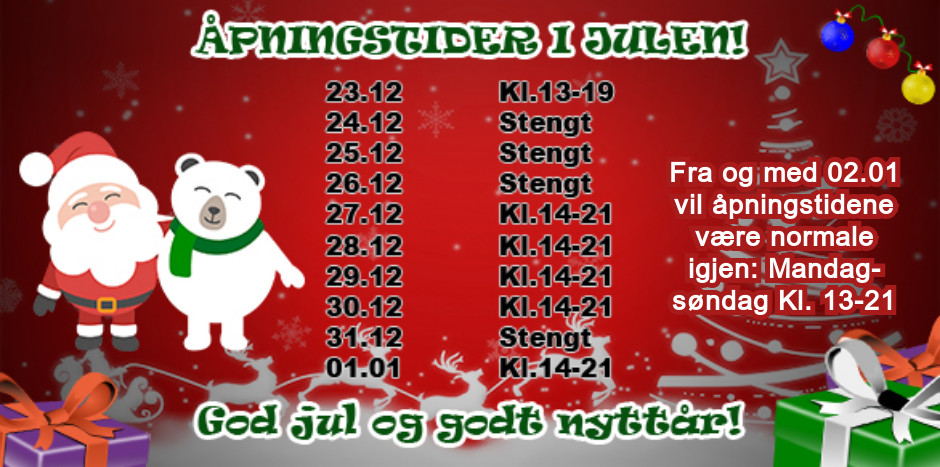 ÅPNINGSTIDER I JULEN!
23.12 Kl.13-19
24.12 Stengt
25.12 Stengt
26.12 Stengt
27.12 Kl.14-21
28.12 Kl.14-21
29.12 Kl.14-21
30.12 Kl.14-21
31.12 Stengt
01.01 Kl.14-21
Fra og med 02.01
vil åpningstidene
være normale
igjen: Mandag-
søndag Kl. 13-21
God jul og godt nyttår!